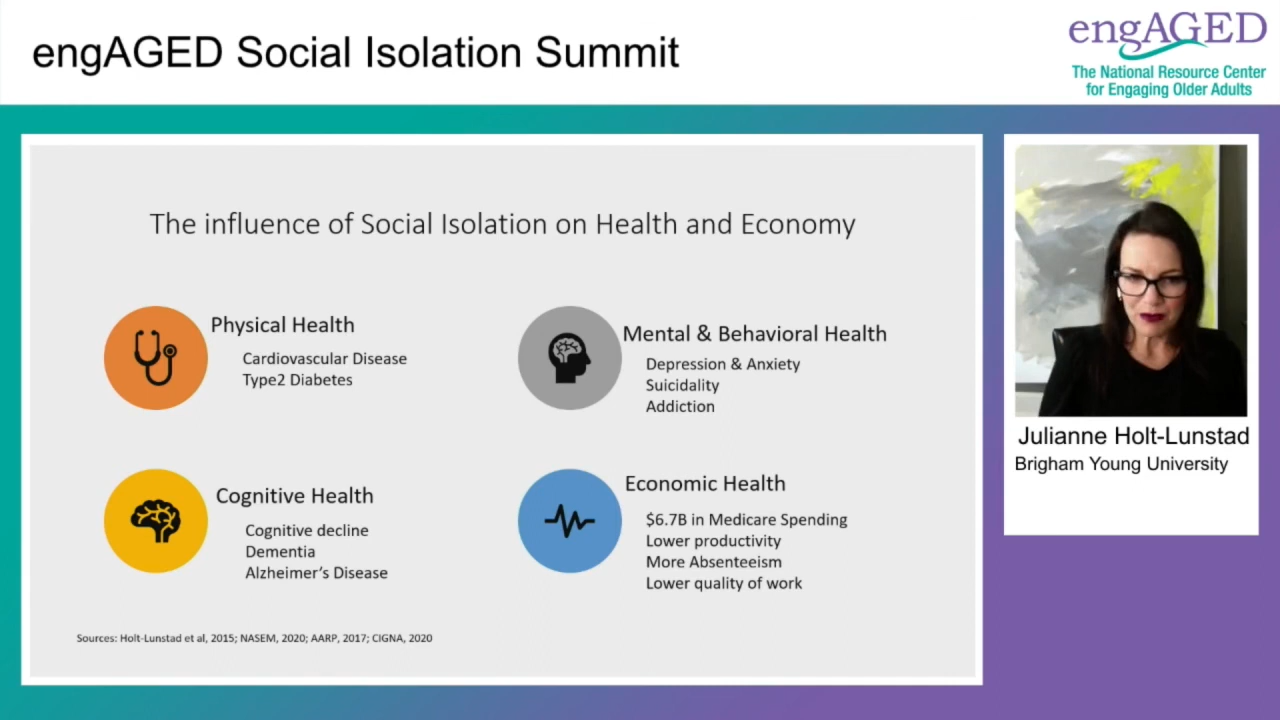 engAGED Social Isolation Summit
engAGED
The National Resource Center
for Engaging Older Adults
The influence of Social Isolation on Health and Economy
Physical Health
Cardiovascular Disease
Type2 Diabetes
Mental & Behavioral Health
Depression & Anxiety
Suicidality
Addiction
Cognitive Health
Cognitive decline
Dementia
Alzheimer's Disease
Economic Health
$6.7B in Medicare Spending
Lower productivity
More Absenteeism
Lower quality of work
Sources: Holt-Lunstad et al, 2015; NASEM, 2020; AARP, 2017; CIGNA, 2020
Julianne Holt-Lunstad
Brigham Young University